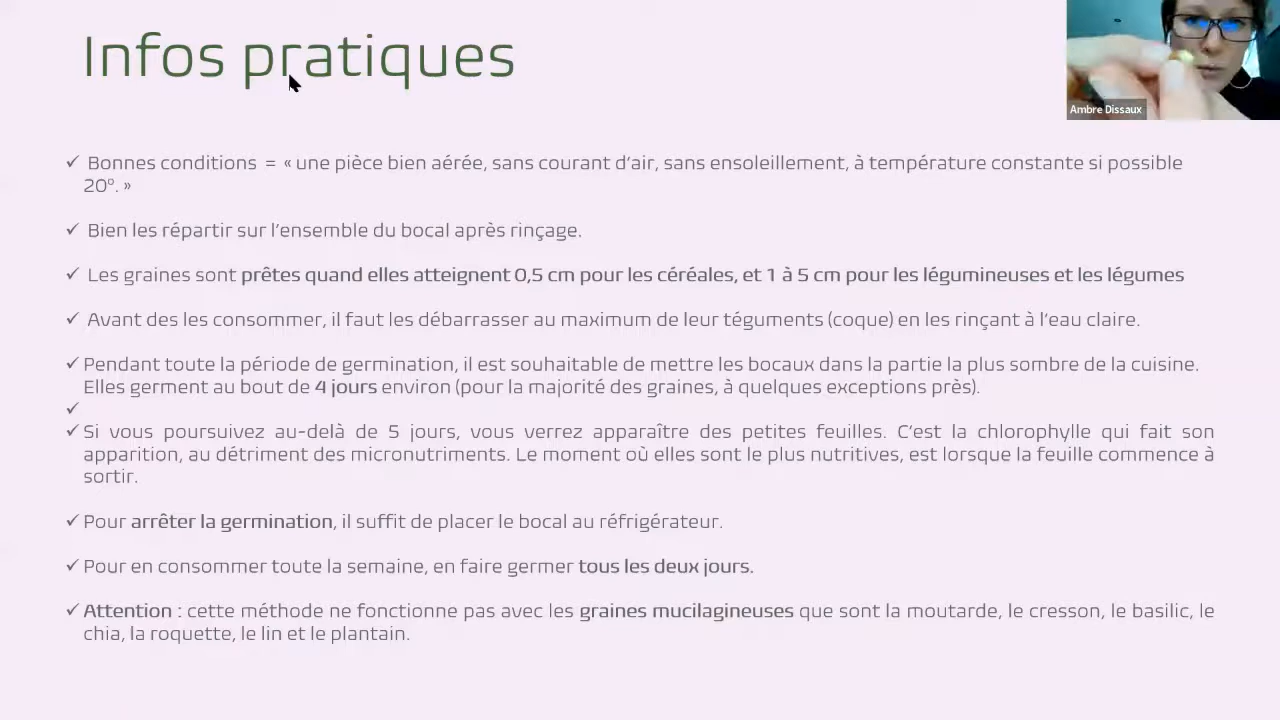 Infos pratiques
Ambre Dissaux
✓ Bonnes conditions = « une pièce bien aérée, sans courant d’air, sans ensoleillement, à température constante si possible
20°. »
✓ Bien les répartir sur l’ensemble du bocal après rinçage.
✓ Les graines sont prêtes quand elles atteignent 0,5 cm pour les céréales, et 1 à 5 cm pour les légumineuses et les légumes
✓ Avant des les consommer, il faut les débarrasser au maximum de leur téguments (coque) en les rinçant à l’eau claire.
✓ Pendant toute la période de germination, il est souhaitable de mettre les bocaux dans la partie la plus sombre de la cuisine.
Elles germent au bout de 4 jours environ (pour la majorité des graines, à quelques exceptions près).
✓
✓ Si vous poursuivez au-delà de 5 jours, vous verrez apparaître des petites feuilles. C’est la chlorophylle qui fait son
apparition, au détriment des micronutriments. Le moment où elles sont le plus nutritives, est lorsque la feuille commence à
sortir.
✓ Pour arrêter la germination, il suffit de placer le bocal au réfrigérateur.
✓ Pour en consommer toute la semaine, en faire germer tous les deux jours.
✓ Attention : cette méthode ne fonctionne pas avec les graines mucilagineuses que sont la moutarde, le cresson, le basilic, le
chia, la roquette, le lin et le plantain.